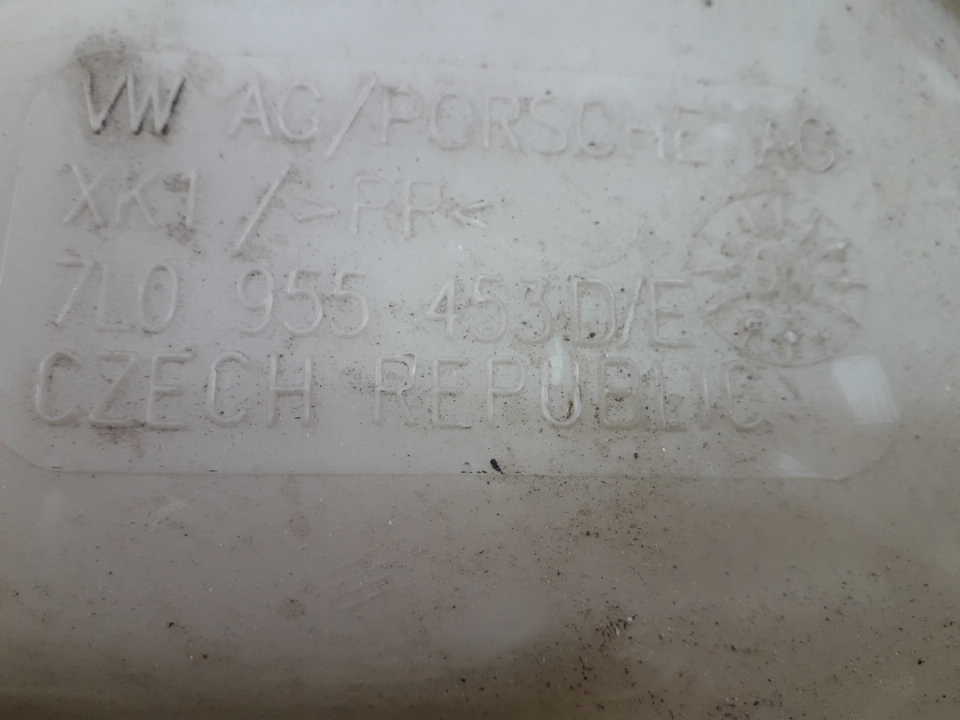 VW AG/PORSCHE AG
XK1 / >PP<
7L0 955 453D/E
CZECH REPUBLIC